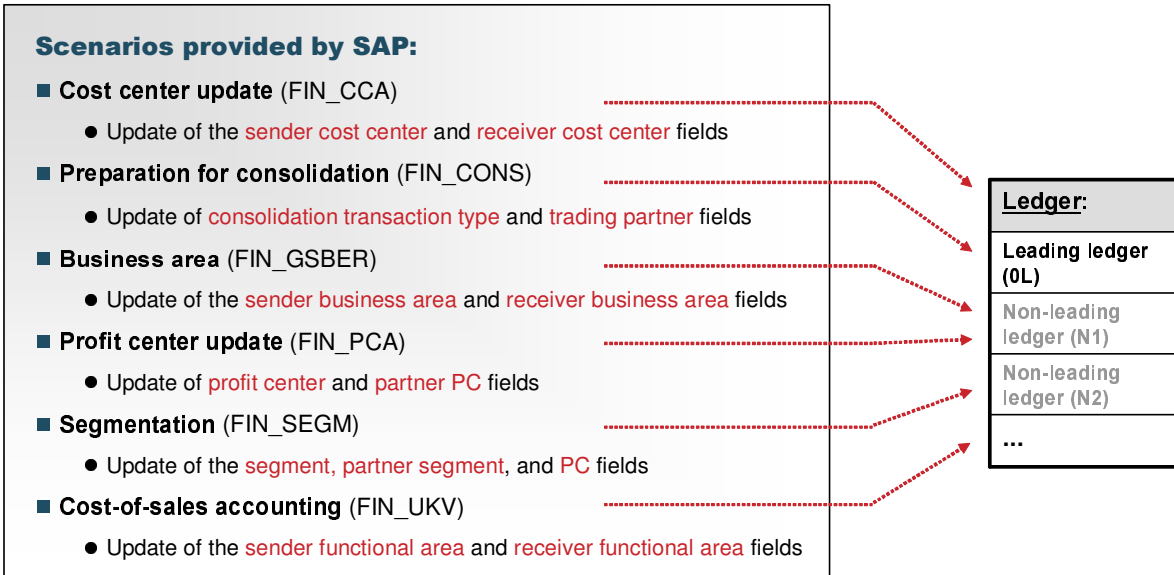 Scenarios provided by SAP:
■ Cost center update (FIN_CCA)
● Update of the sender cost center and receiver cost center fields
■ Preparation for consolidation (FIN_CONS)
● Update of consolidation transaction type and trading partner fields
■ Business area (FIN_GSBER)
● Update of the sender business area and receiver business area fields
■ Profit center update (FIN_PCA)
● Update of profit center and partner PC fields
■ Segmentation (FIN_SEGM)
● Update of the segment, partner segment, and PC fields
■ Cost-of-sales accounting (FIN_UKV)
● Update of the sender functional area and receiver functional area fields
Ledger:
Leading ledger
(0L)
Non-leading
ledger (N1)
Non-leading
ledger (N2)
...